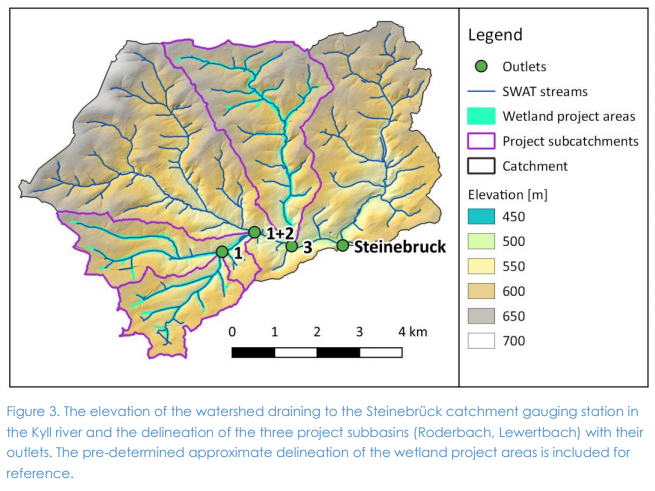 Legend
Outlets
SWAT streams
Wetland project areas
Project subcatchments
Catchment
Elevation [m]
450
500
550
600
650
700
1+2
1
3
Steinebruck
0 1 2 3 4 km
Figure 3. The elevation of the watershed draining to the Steinebrück catchment gauging station in
the Kyll river and the delineation of the three project subbasins (Roderbach, Lewertbach) with their
outlets. The pre-determined approximate delineation of the wetland project areas is included for
reference.